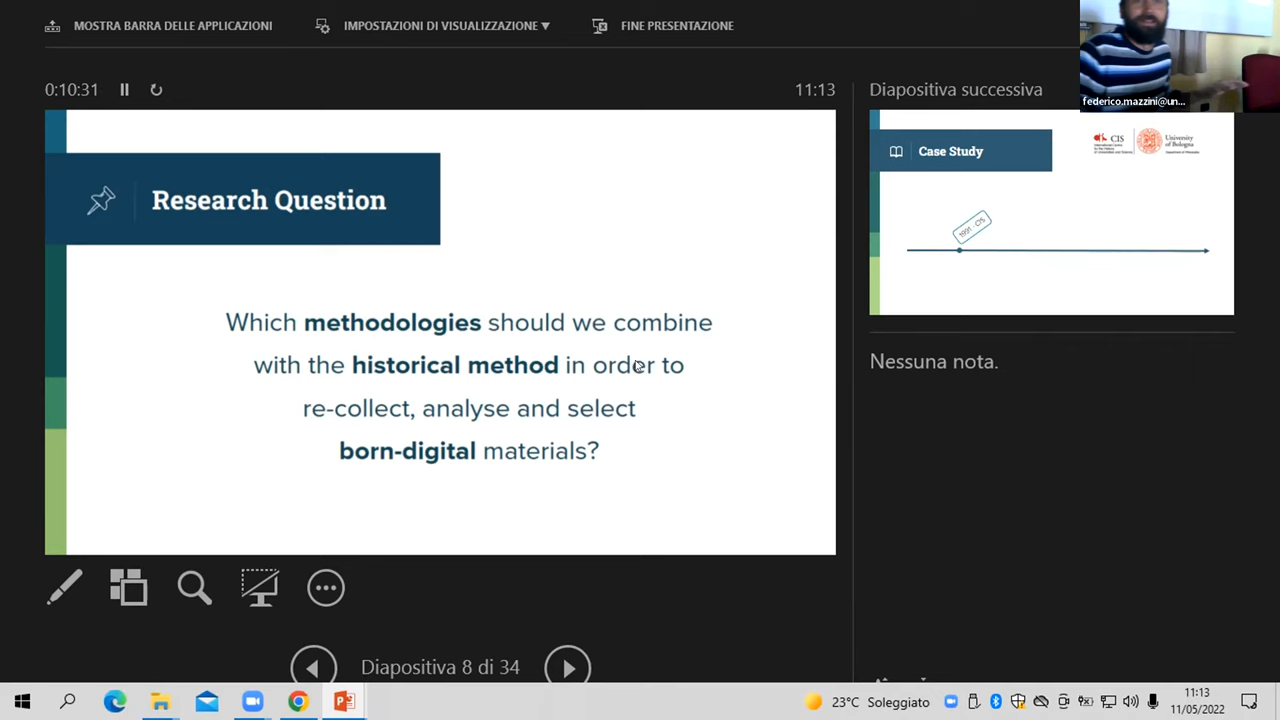 MOSTRA BARRA DELLE APPLICAZIONI
IMPOSTAZIONI DI VISUALIZZAZIONE
FINE PRESENTAZIONE
federico.mazzini@un...
0:10:31
11:13
Diapositiva successiva
Research Question
Which methodologies should we combine
with the historical method in order to
re-collect, analyse and select
born-digital materials?
Case Study
CIS
University
of Bologna
1991 - CIS
Nessuna nota.
Diapositiva 8 di 34
23°C Soleggiato
11:13
11/05/2022